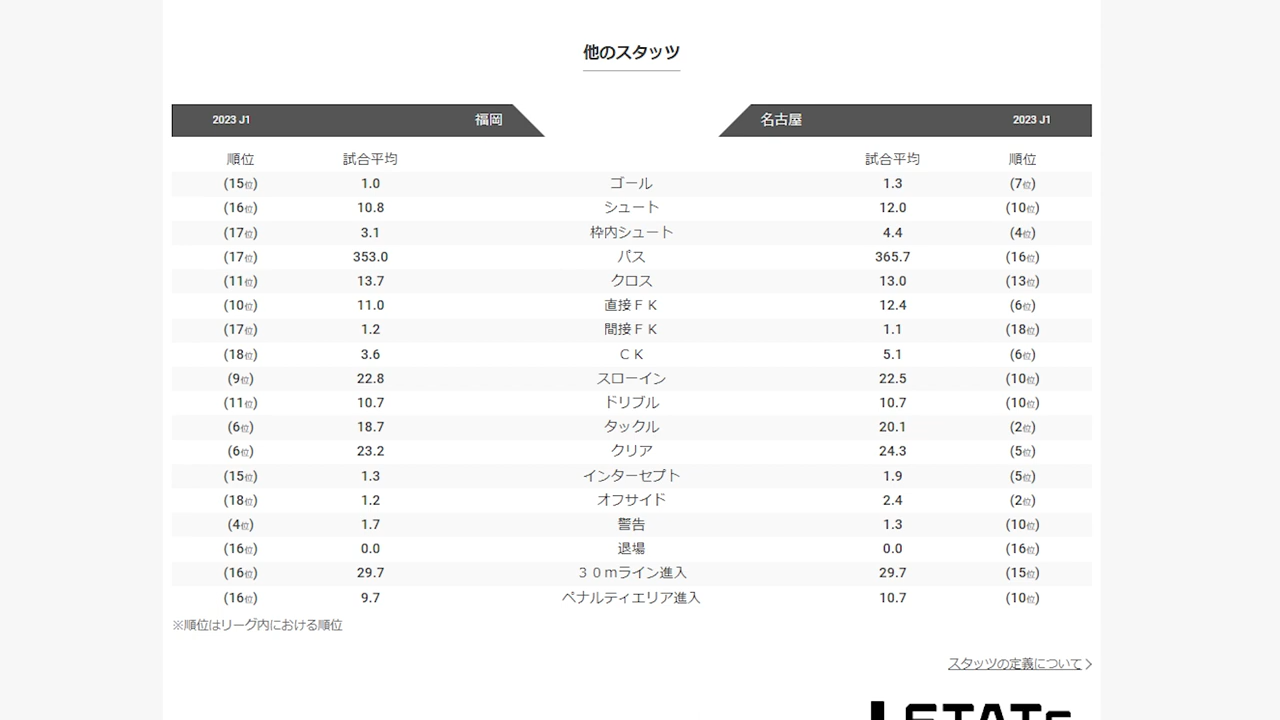 他のスタッツ
2023 J1 福岡 名古屋 2023 J1
順位 試合平均 試合平均 順位
(15位) 1.0 ゴール 1.3 (7位)
(16位) 10.8 シュート 12.0 (10位)
(17位) 3.1 枠内シュート 4.4 (4位)
(17位) 353.0 パス 365.7 (16位)
(11位) 13.7 クロス 13.0 (13位)
(10位) 11.0 直接ＦＫ 12.4 (6位)
(17位) 1.2 間接ＦＫ 1.1 (18位)
(18位) 3.6 ＣＫ 5.1 (6位)
(9位) 22.8 スローイン 22.5 (10位)
(11位) 10.7 ドリブル 10.7 (10位)
(6位) 18.7 タックル 20.1 (2位)
(6位) 23.2 クリア 24.3 (5位)
(15位) 1.3 インターセプト 1.9 (5位)
(18位) 1.2 オフサイド 2.4 (2位)
(4位) 1.7 警告 1.3 (10位)
(16位) 0.0 退場 0.0 (16位)
(16位) 29.7 ３０ｍライン進入 29.7 (15位)
(16位) 9.7 ペナルティエリア進入 10.7 (10位)
※順位はリーグ内における順位
スタッツの定義について
J STATS